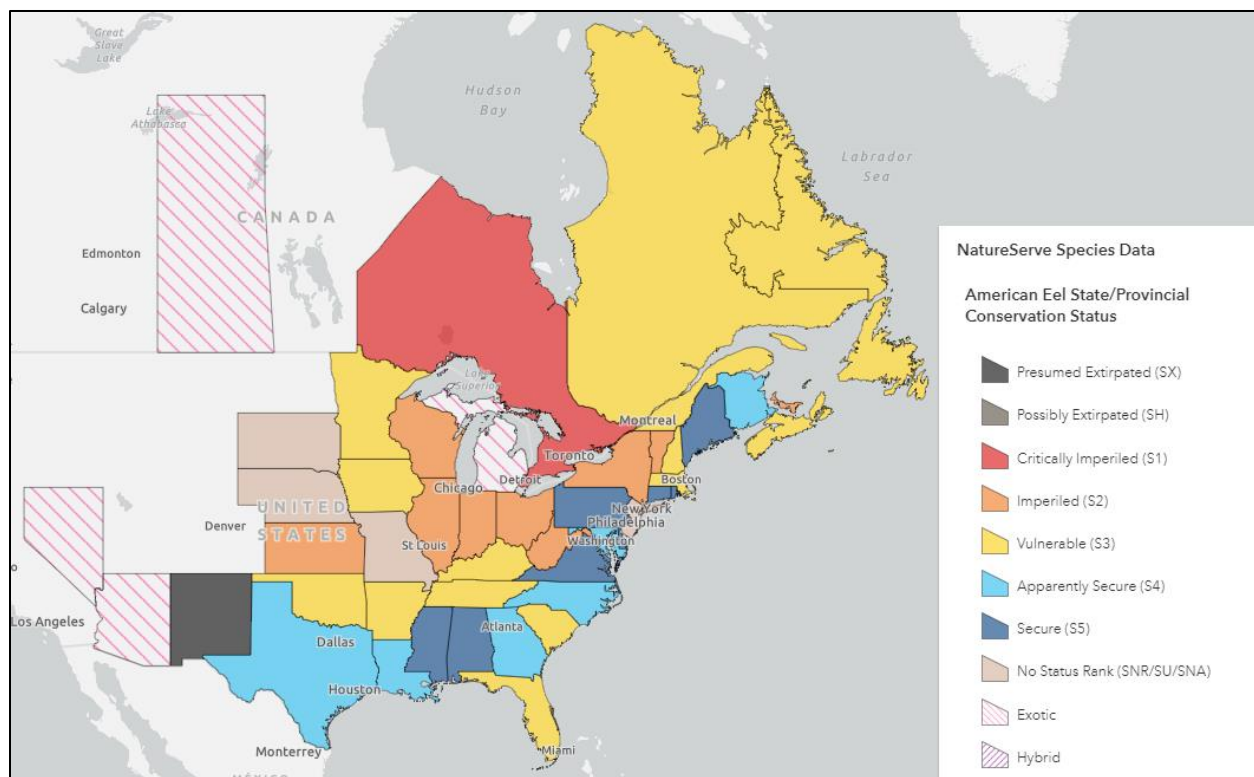 Great
Slave
Lake
Hudson
Bay
Lake
Athabasca
Labrador
Sea
CANADA
Edmonton
Calgary
Lake
Superior
Montreal
Toronto
Detroit
Boston
Chicago
New York
UNITED
STATES
Denver
Philadelphia
St Louis
Washington
Los Angeles
Atlanta
Dallas
Houston
Monterrey
Miami
MÉXICO
NatureServe Species Data
American Eel State/Provincial
Conservation Status
Presumed Extirpated (SX)
Possibly Extirpated (SH)
Critically Imperiled (S1)
Imperiled (S2)
Vulnerable (S3)
Apparently Secure (S4)
Secure (S5)
No Status Rank (SNR/SU/SNA)
Exotic
Hybrid